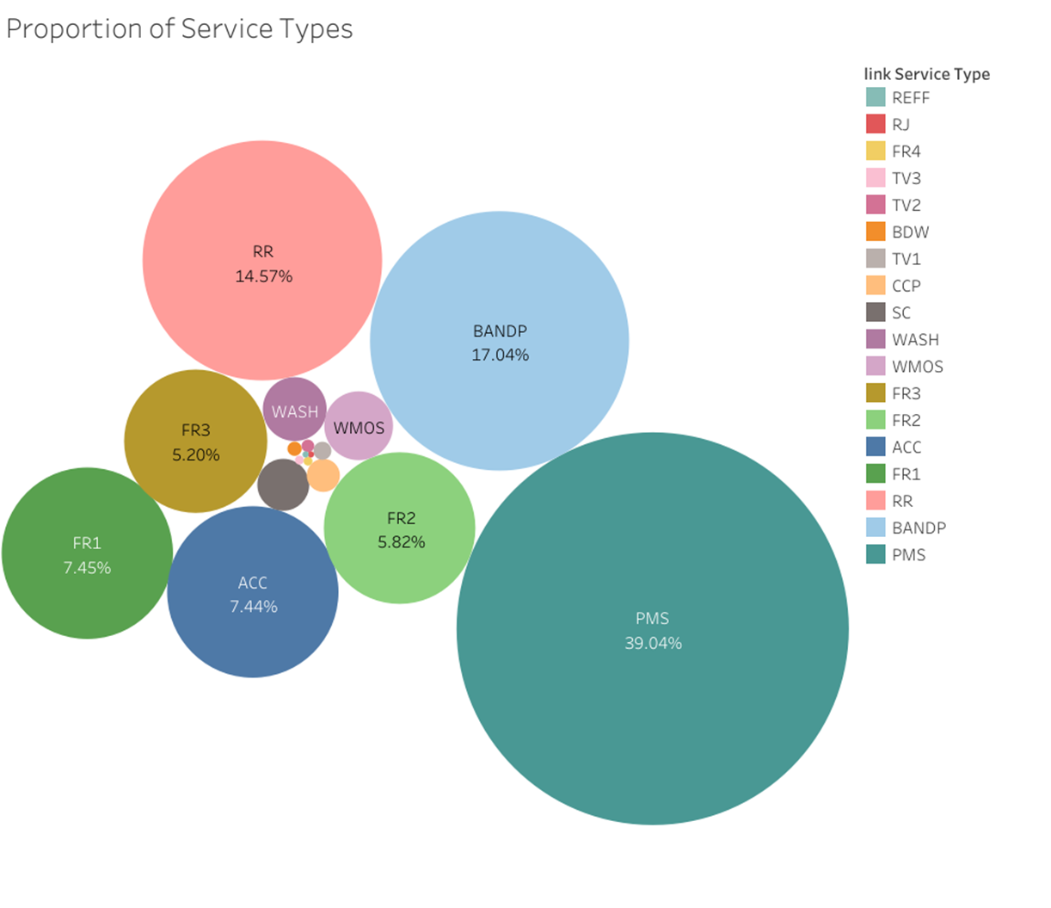 Proportion of Service Types
link Service Type
REFF
RJ
FR4
TV3
TV2
BDW
TV1
CCP
SC
WASH
WMOS
FR3
FR2
ACC
FR1
RR
BANDP
PMS
RR
14.57%
BANDP
17.04%
WASH
WMOS
FR3
5.20%
FR2
5.82%
FR1
7.45%
ACC
7.44%
PMS
39.04%